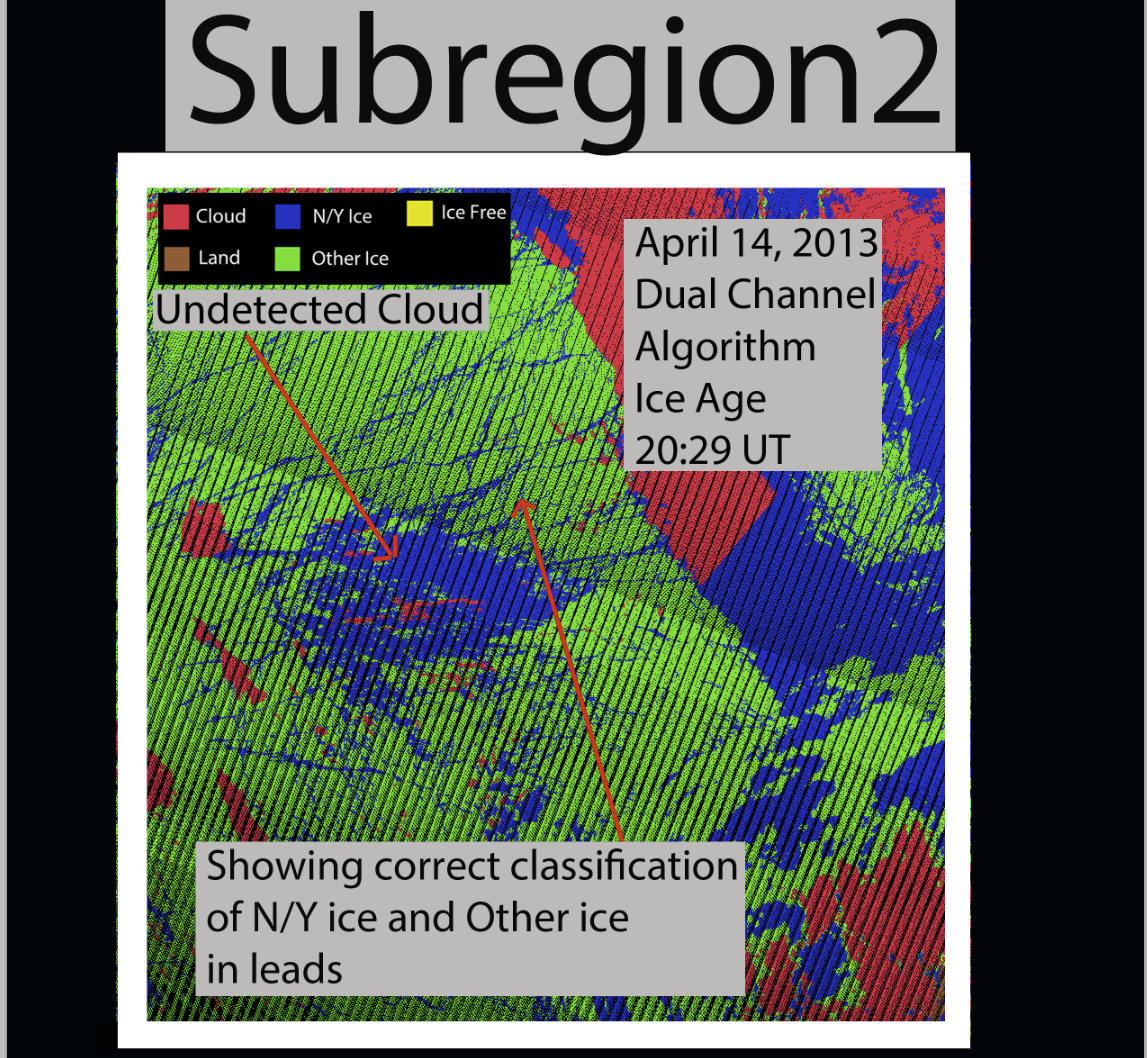 Subregion2
Cloud N/Y Ice Ice Free
Land Other Ice
Undetected Cloud
April 14, 2013
Dual Channel
Algorithm
Ice Age
20:29 UT
Showing correct classification
of N/Y ice and Other ice
in leads